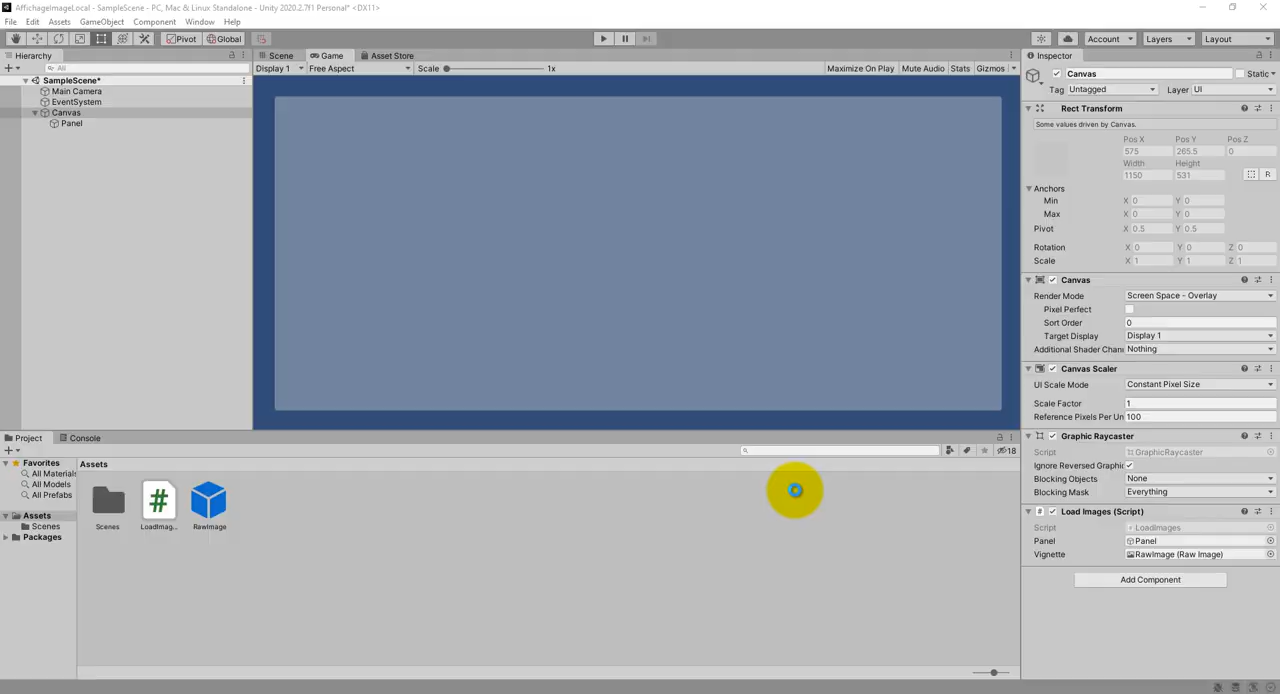 AffichageImageLocal - SampleScene - PC, Mac & Linux Standalone - Unity 2020.2.7f1 Personal* <DX11>
File Edit Assets GameObject Component Window Help
Pivot Global Account Layers Layout
Hierarchy
All
SampleScene*
Main Camera
EventSystem
Canvas
Panel
Scene Game Asset Store
Display 1 Free Aspect Scale 1x Maximize On Play Mute Audio Stats Gizmos
Inspector
Canvas Static
Tag Untagged Layer UI
Rect Transform
Some values driven by Canvas.
Pos X Pos Y Pos Z
575 265.5 0
Width Height
1150 531 R
Anchors
Min X 0 Y 0
Max X 0 Y 0
Pivot X 0.5 Y 0.5
Rotation X 0 Y 0 Z 0
Scale X 1 Y 1 Z 1
Canvas
Render Mode Screen Space - Overlay
Pixel Perfect
Sort Order 0
Target Display Display 1
Additional Shader Chan Nothing
Canvas Scaler
UI Scale Mode Constant Pixel Size
Scale Factor 1
Reference Pixels Per Un 100
Graphic Raycaster
Script GraphicRaycaster
Ignore Reversed Graphic
Blocking Objects None
Blocking Mask Everything
# Load Images (Script)
Script LoadImages
Panel Panel
Vignette RawImage (Raw Image)
Add Component
Project Console
18
Favorites
All Materials
All Models
All Prefabs
Assets
Scenes
Packages
Assets
#
Scenes LoadImag... RawImage